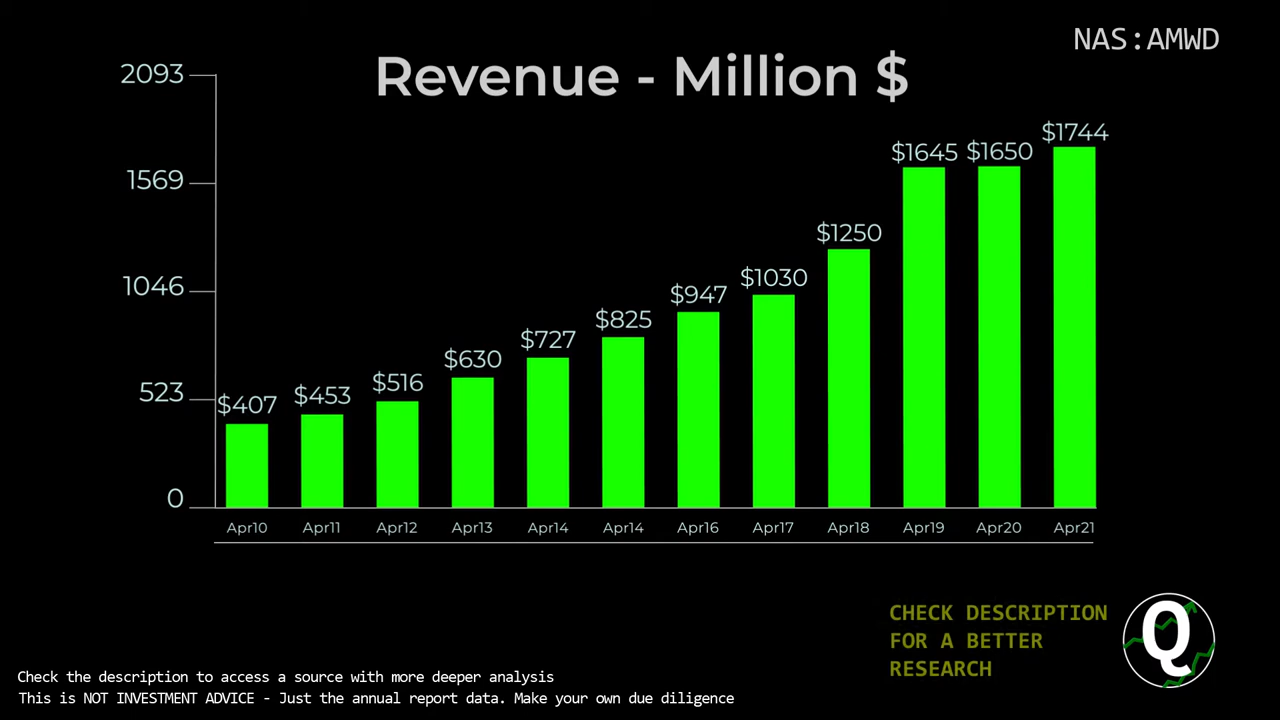 NAS:AMWD
Revenue - Million $
2093
1569
1046
523
0
$407
$453
$516
$630
$727
$825
$947
$1030
$1250
$1645
$1650
$1744
Apr10
Apr11
Apr12
Apr13
Apr14
Apr14
Apr16
Apr17
Apr18
Apr19
Apr20
Apr21
CHECK DESCRIPTION
FOR A BETTER
RESEARCH
Q
Check the description to access a source with more deeper analysis
This is NOT INVESTMENT ADVICE - Just the annual report data. Make your own due diligence